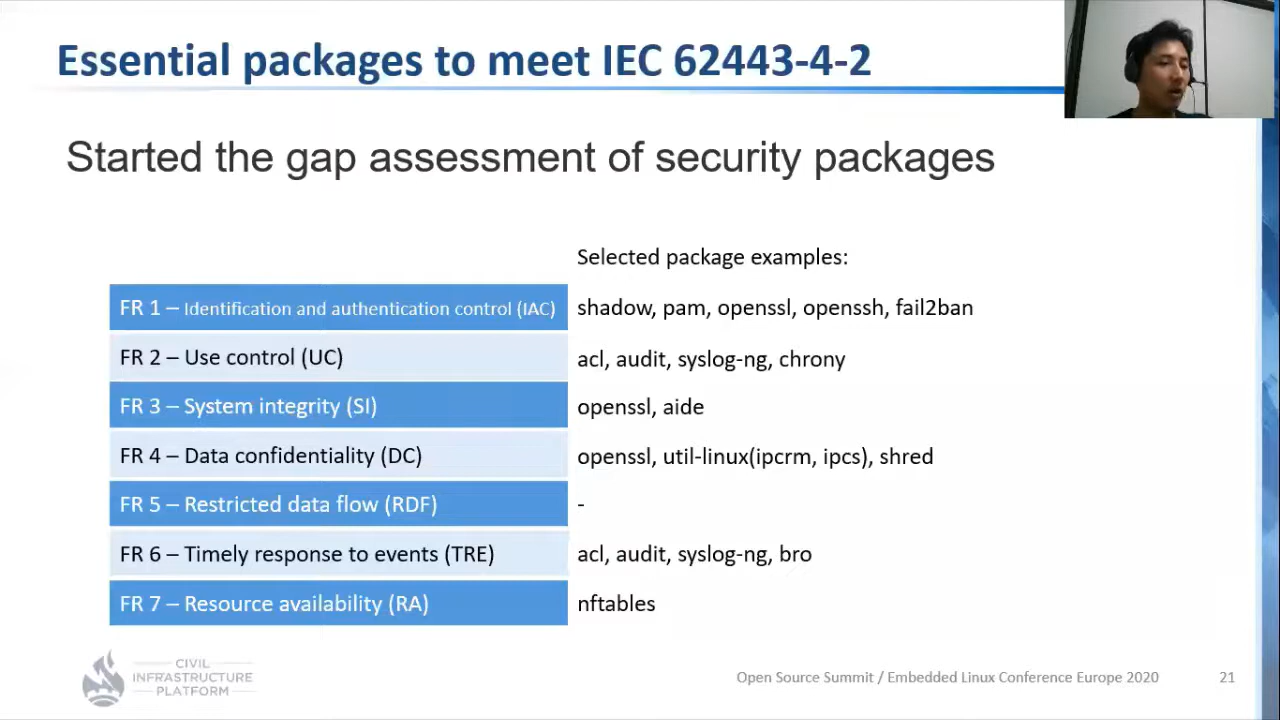 Essential packages to meet IEC 62443-4-2
Started the gap assessment of security packages
Selected package examples:
FR 1 – Identification and authentication control (IAC) shadow, pam, openssl, openssh, fail2ban
FR 2 – Use control (UC) acl, audit, syslog-ng, chrony
FR 3 – System integrity (SI) openssl, aide
FR 4 – Data confidentiality (DC) openssl, util-linux(ipcrm, ipcs), shred
FR 5 – Restricted data flow (RDF) -
FR 6 – Timely response to events (TRE) acl, audit, syslog-ng, bro
FR 7 – Resource availability (RA) nftables
CIVIL
INFRASTRUCTURE
PLATFORM
Open Source Summit / Embedded Linux Conference Europe 2020 21